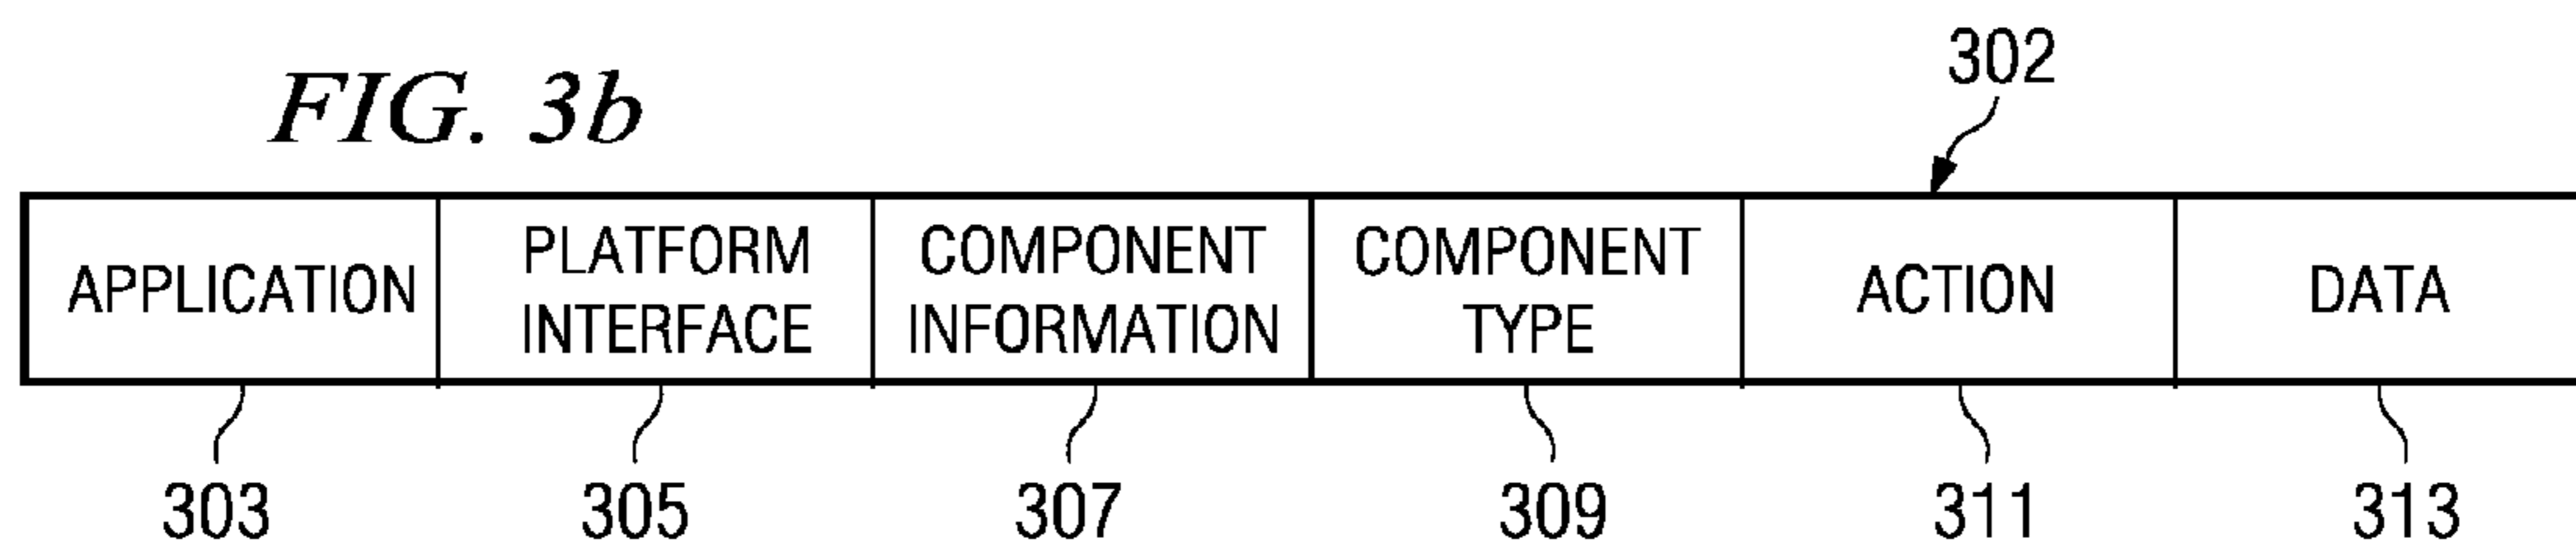 FIG. 3b
302
APPLICATION
PLATFORM
INTERFACE
COMPONENT
INFORMATION
COMPONENT
TYPE
ACTION
DATA
303
305
307
309
311
313